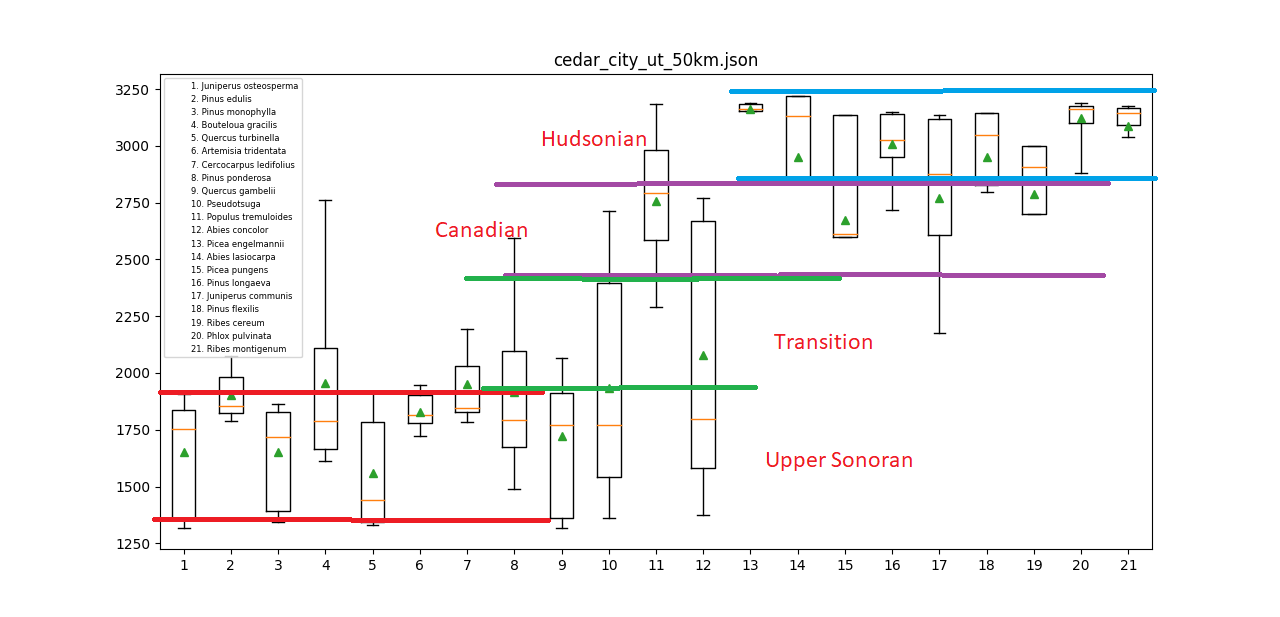 cedar_city_ut_50km.json
3250
3000
2750
2500
2250
2000
1750
1500
1250
1. Juniperus osteosperma
2. Pinus edulis
3. Pinus monophylla
4. Bouteloua gracilis
5. Quercus turbinella
6. Artemisia tridentata
7. Cercocarpus ledifolius
8. Pinus ponderosa
9. Quercus gambelii
10. Pseudotsuga
11. Populus tremuloides
12. Abies concolor
13. Picea engelmannii
14. Abies lasiocarpa
15. Picea pungens
16. Pinus longaeva
17. Juniperus communis
18. Pinus flexilis
19. Ribes cereum
20. Phlox pulvinata
21. Ribes montigenum
Hudsonian
Canadian
Transition
Upper Sonoran
1 2 3 4 5 6 7 8 9 10 11 12 13 14 15 16 17 18 19 20 21